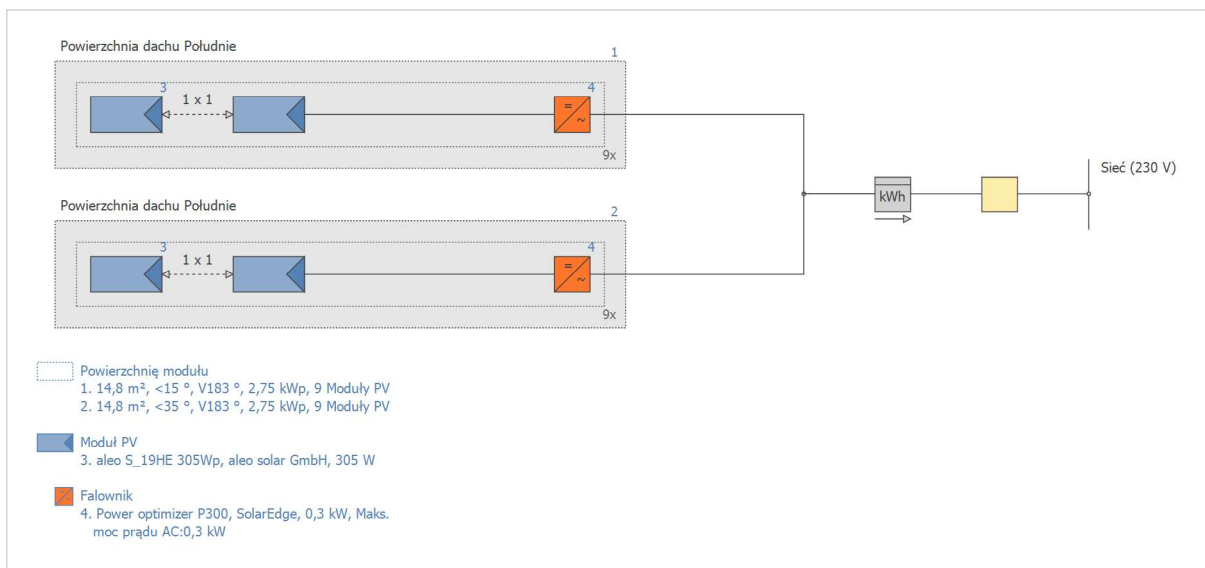 Powierzchnia dachu Południe
1
3
4
1 x 1
9x
Sieć (230 V)
kWh
Powierzchnia dachu Południe
2
3
4
1 x 1
9x
Powierzchnię modułu
1. 14,8 m², <15 °, V183 °, 2,75 kWp, 9 Moduły PV
2. 14,8 m², <35 °, V183 °, 2,75 kWp, 9 Moduły PV
Moduł PV
3. aleo S_19HE 305Wp, aleo solar GmbH, 305 W
Falownik
4. Power optimizer P300, SolarEdge, 0,3 kW, Maks.
moc prądu AC:0,3 kW